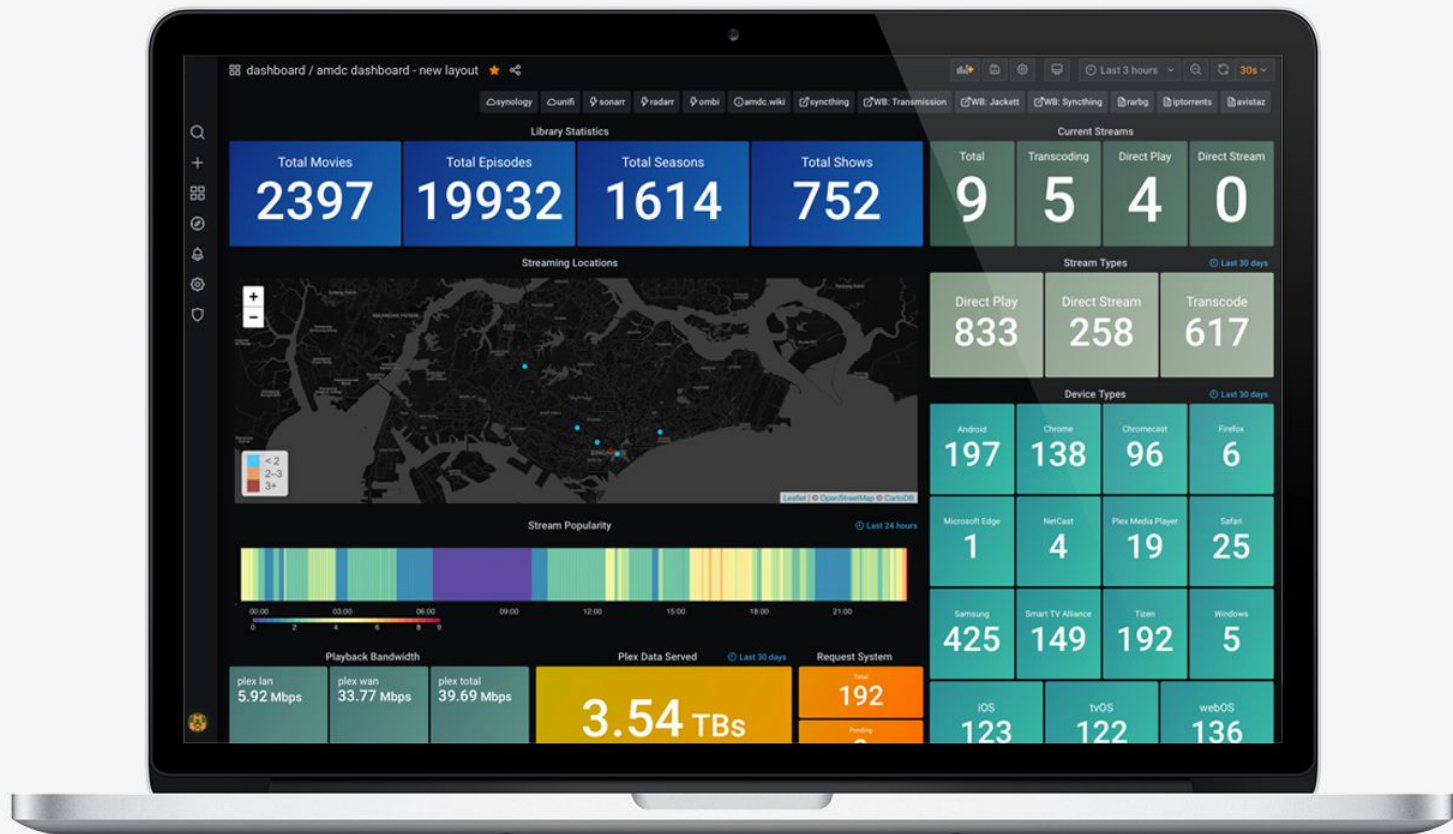 dashboard / amdc dashboard - new layout
Last 3 hours
30s
synology unifi sonarr radarr ombi amdc.wiki syncthing WB: Transmission WB: Jackett WB: Syncthing rarbg iptorrents avistaz
Library Statistics
Total Movies
2397
Total Episodes
19932
Total Seasons
1614
Total Shows
752
Current Streams
Total
9
Transcoding
5
Direct Play
4
Direct Stream
0
Streaming Locations
+
−
< 2
2–3
3+
Leaflet | © OpenStreetMap © CartoDB
Stream Types
Last 30 days
Direct Play
833
Direct Stream
258
Transcode
617
Device Types
Last 30 days
Android
197
Chrome
138
Chromecast
96
Firefox
6
Microsoft Edge
1
NetCast
4
Plex Media Player
19
Safari
25
Samsung
425
Smart TV Alliance
149
Tizen
192
Windows
5
iOS
123
tvOS
122
webOS
136
Stream Popularity
Last 24 hours
00:00 03:00 06:00 09:00 12:00 15:00 18:00 21:00
0 2 4 6 8 9
Playback Bandwidth
plex lan
5.92 Mbps
plex wan
33.77 Mbps
plex total
39.69 Mbps
Plex Data Served
Last 30 days
3.54 TBs
Request System
Total
192
Pending